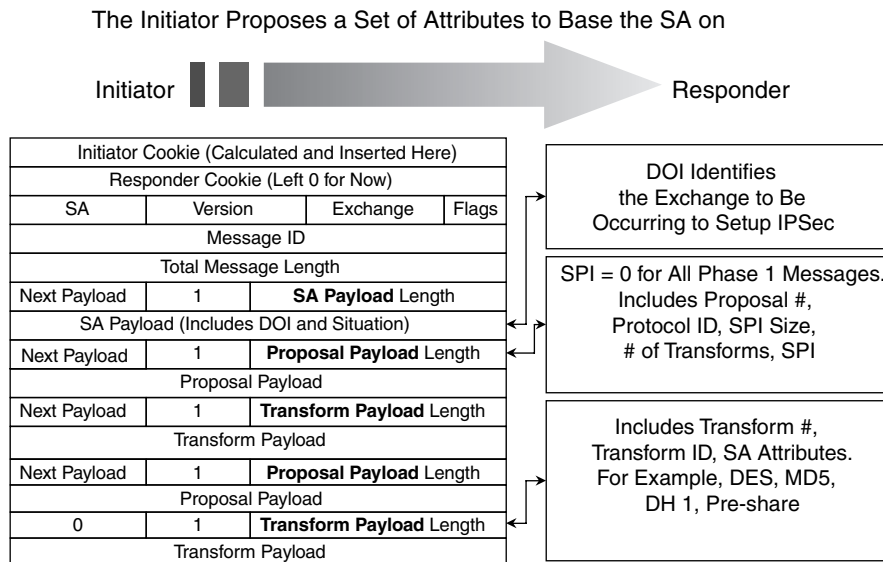 The Initiator Proposes a Set of Attributes to Base the SA on
Initiator
Responder
Initiator Cookie (Calculated and Inserted Here)
Responder Cookie (Left 0 for Now)
SA Version Exchange Flags
Message ID
Total Message Length
Next Payload 1 SA Payload Length
SA Payload (Includes DOI and Situation)
Next Payload 1 Proposal Payload Length
Proposal Payload
Next Payload 1 Transform Payload Length
Transform Payload
Next Payload 1 Proposal Payload Length
Proposal Payload
0 1 Transform Payload Length
Transform Payload
DOI Identifies
the Exchange to Be
Occurring to Setup IPSec
SPI = 0 for All Phase 1 Messages.
Includes Proposal #,
Protocol ID, SPI Size,
# of Transforms, SPI
Includes Transform #,
Transform ID, SA Attributes.
For Example, DES, MD5,
DH 1, Pre-share